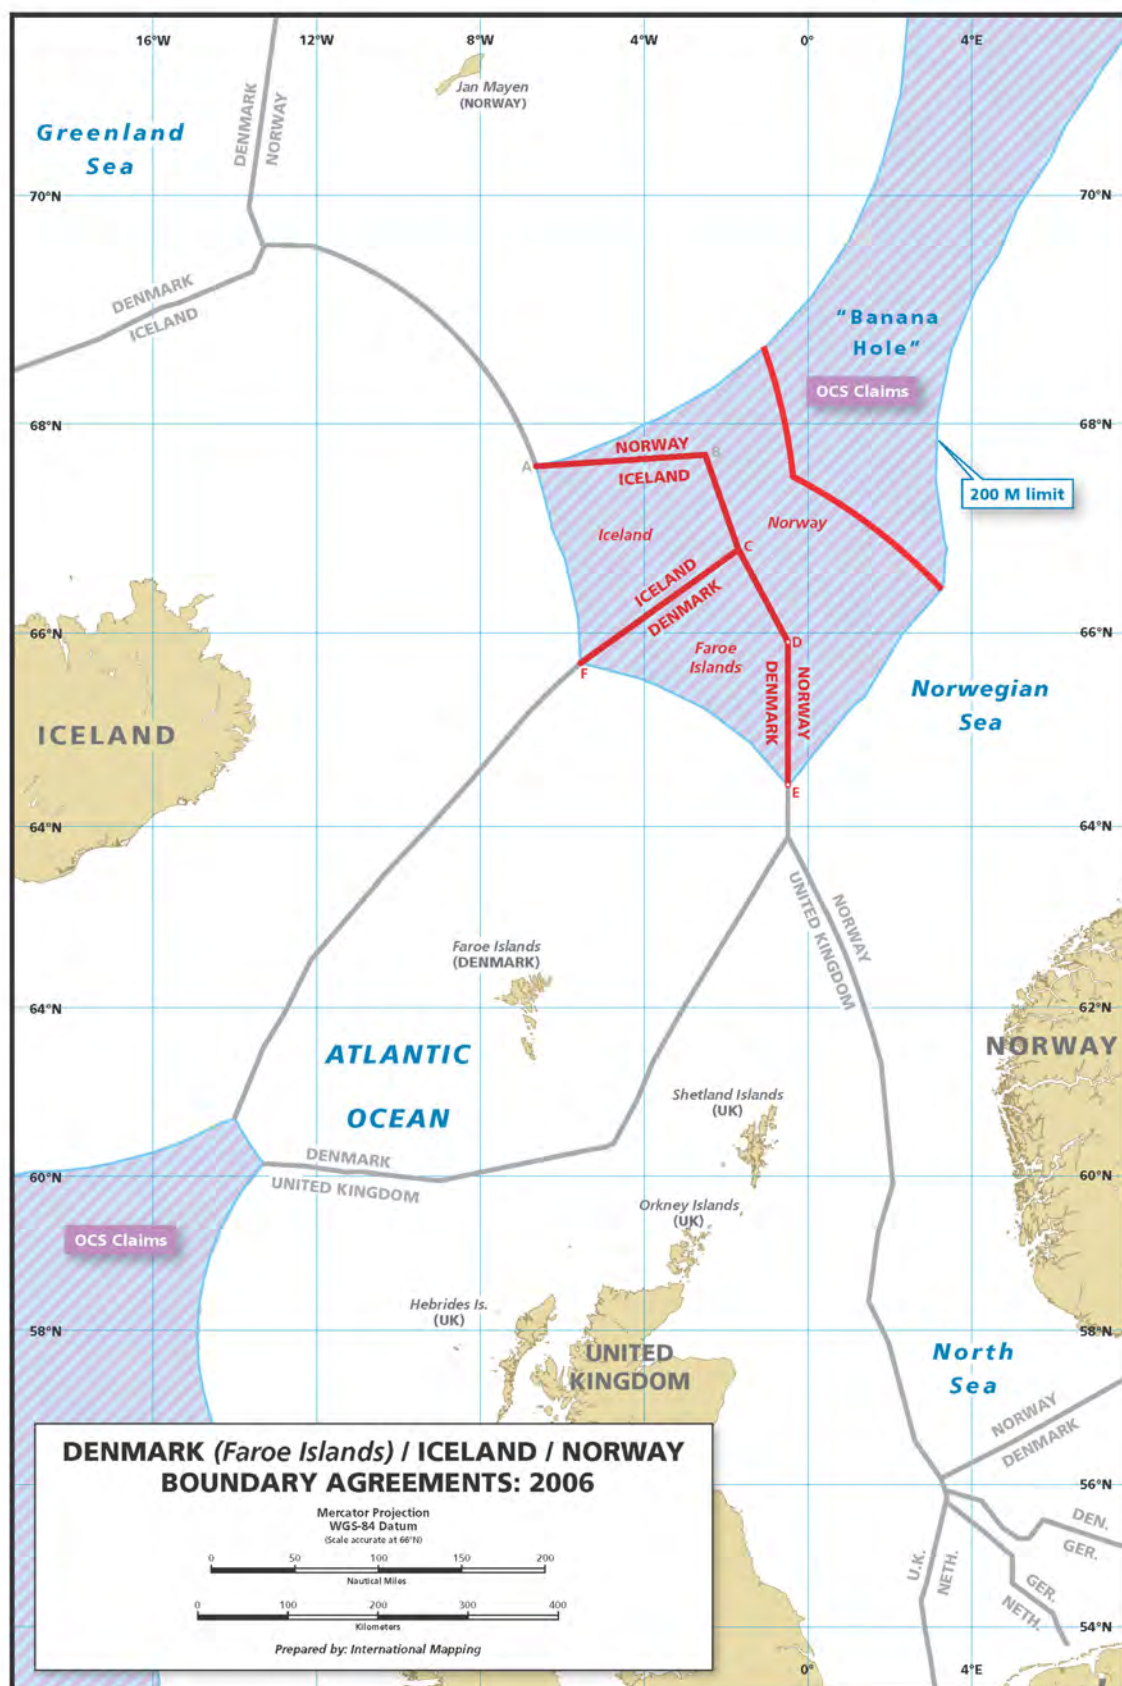 16°W
12°W
8°W
4°W
0°
4°E
Jan Mayen
(NORWAY)
DENMARK
NORWAY
Greenland
Sea
70°N
70°N
DENMARK
ICELAND
"Banana
Hole"
OCS Claims
68°N
68°N
NORWAY
A
B
ICELAND
200 M limit
Iceland
Norway
C
ICELAND
DENMARK
66°N
66°N
D
Faroe
Islands
F
DENMARK
NORWAY
Norwegian
Sea
ICELAND
E
64°N
64°N
UNITED KINGDOM
NORWAY
Faroe Islands
(DENMARK)
64°N
62°N
ATLANTIC
OCEAN
NORWAY
Shetland Islands
(UK)
DENMARK
UNITED KINGDOM
60°N
60°N
Orkney Islands
(UK)
OCS Claims
Hebrides Is.
(UK)
58°N
58°N
UNITED
KINGDOM
North
Sea
NORWAY
DENMARK
DENMARK (Faroe Islands) / ICELAND / NORWAY
BOUNDARY AGREEMENTS: 2006
Mercator Projection
WGS-84 Datum
(Scale accurate at 66°N)
0 50 100 150 200
Nautical Miles
0 100 200 300 400
Kilometers
Prepared by: International Mapping
56°N
DEN.
GER.
U.K.
NETH.
GER.
NETH.
54°N
0°
4°E